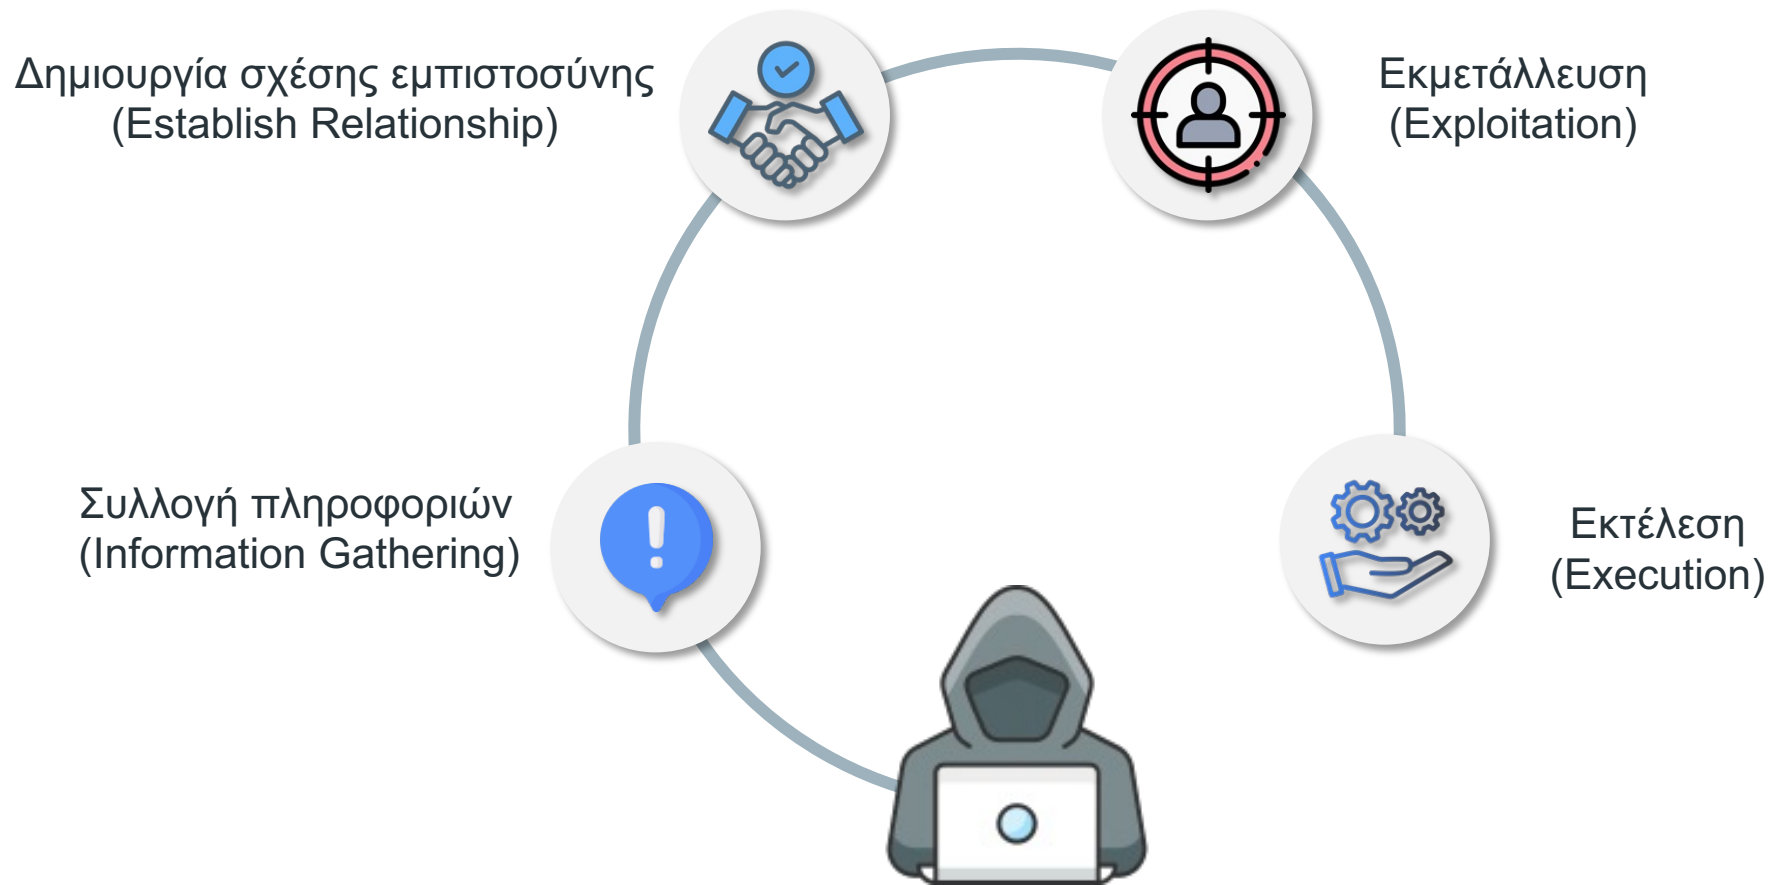 Δημιουργία σχέσης εμπιστοσύνης
(Establish Relationship)
Εκμετάλλευση
(Exploitation)
Συλλογή πληροφοριών
(Information Gathering)
Εκτέλεση
(Execution)